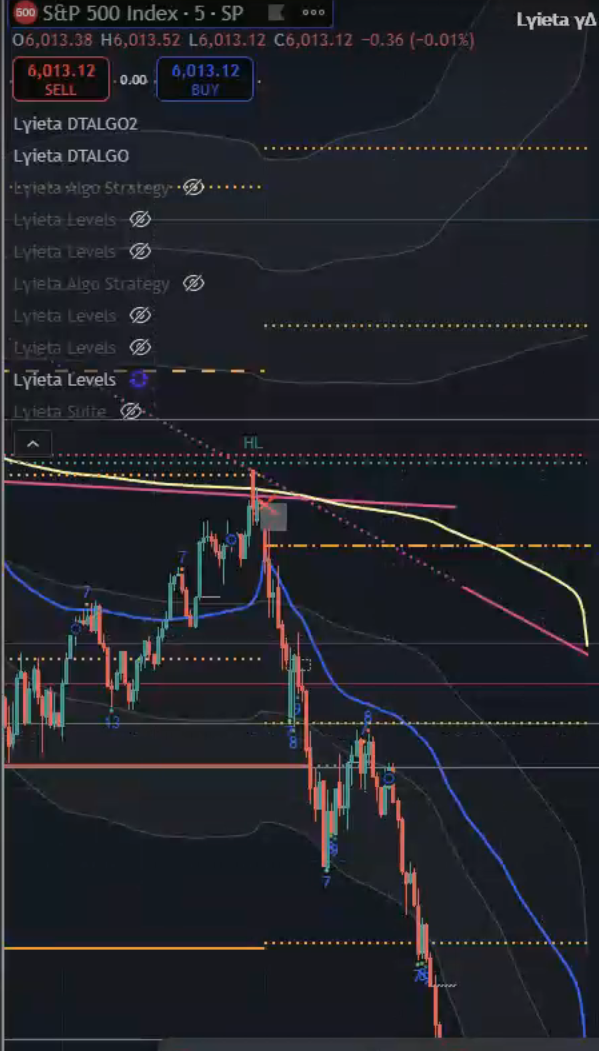 500 S&P 500 Index · 5 · SP
Lyieta γΔ
O6,013.38 H6,013.52 L6,013.12 C6,013.12 −0.36 (−0.01%)
6,013.12 0.00 6,013.12
SELL BUY
Lyieta DTALGO2
Lyieta DTALGO
Lyieta Algo Strategy
Lyieta Levels
Lyieta Levels
Lyieta Algo Strategy
Lyieta Levels
Lyieta Levels
Lyieta Levels
Lyieta Suite
HL
7
7
13
9
8
8
9
7